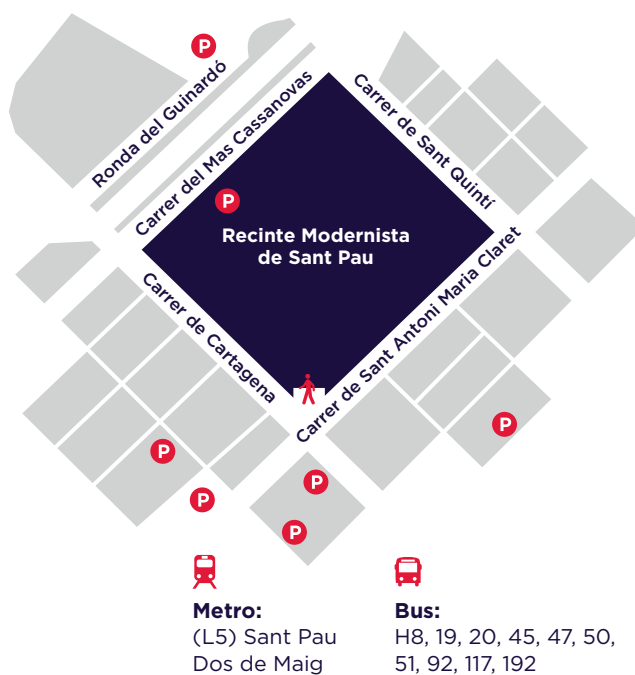 P
Ronda del Guinardó
Carrer del Mas Cassanovas
Carrer de Sant Quintí
P
Recinte Modernista
de Sant Pau
Carrer de Cartagena
Carrer de Sant Antoni Maria Claret
P
P
P
P
P
Metro:
(L5) Sant Pau
Dos de Maig
Bus:
H8, 19, 20, 45, 47, 50,
51, 92, 117, 192